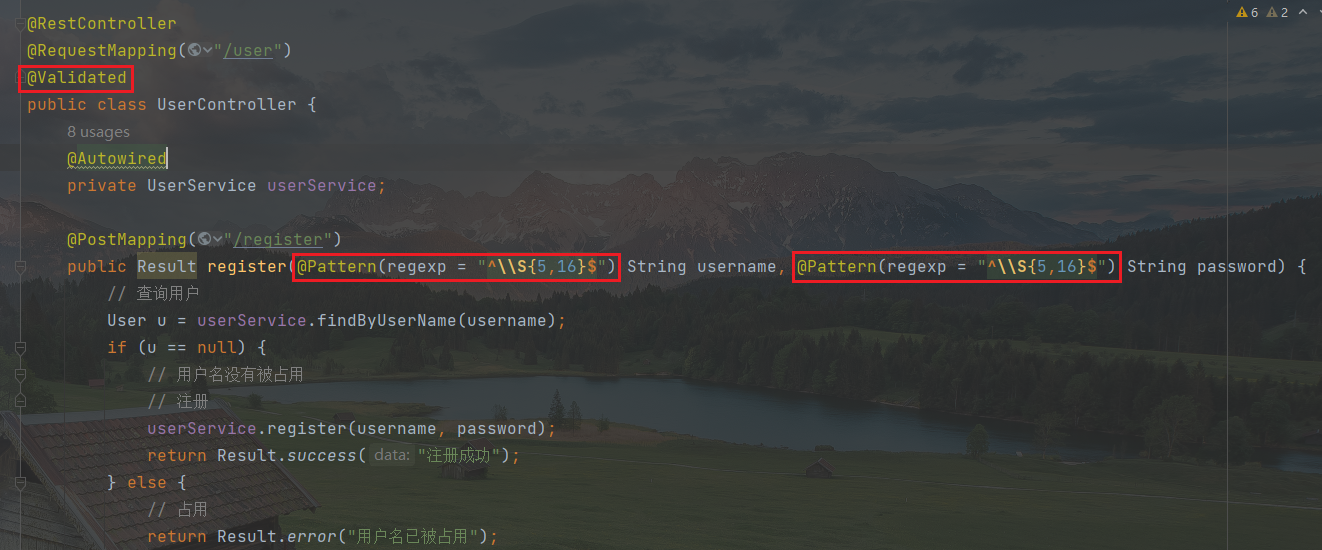 6 2
@RestController
@RequestMapping("/user")
@Validated
public class UserController {
8 usages
@Autowired
private UserService userService;
@PostMapping("/register")
public Result register(@Pattern(regexp = "^\\S{5,16}$") String username, @Pattern(regexp = "^\\S{5,16}$") String password) {
// 查询用户
User u = userService.findByUserName(username);
if (u == null) {
// 用户名没有被占用
// 注册
userService.register(username, password);
return Result.success( data: "注册成功");
} else {
// 占用
return Result.error("用户名已被占用");